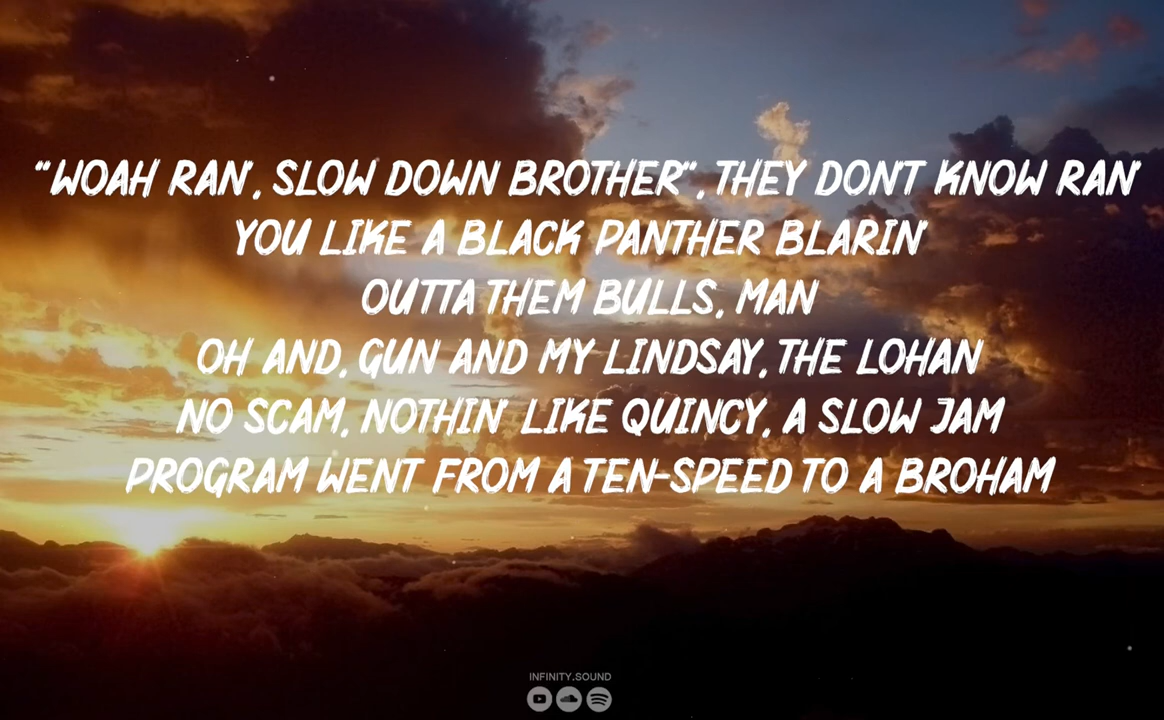 "WOAH RAN', SLOW DOWN BROTHER", THEY DON'T KNOW RAN'
YOU LIKE A BLACK PANTHER BLARIN'
OUTTA THEM BULLS, MAN
OH AND, GUN AND MY LINDSAY, THE LOHAN
NO SCAM, NOTHIN' LIKE QUINCY, A SLOW JAM
PROGRAM WENT FROM A TEN-SPEED TO A BROHAM
INFINITY.SOUND